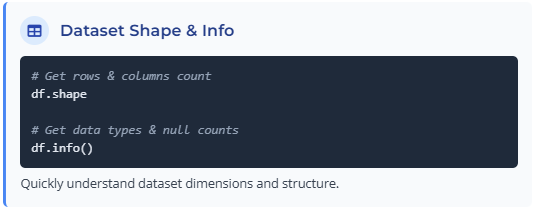 Dataset Shape & Info
# Get rows & columns count
df.shape
# Get data types & null counts
df.info()
Quickly understand dataset dimensions and structure.